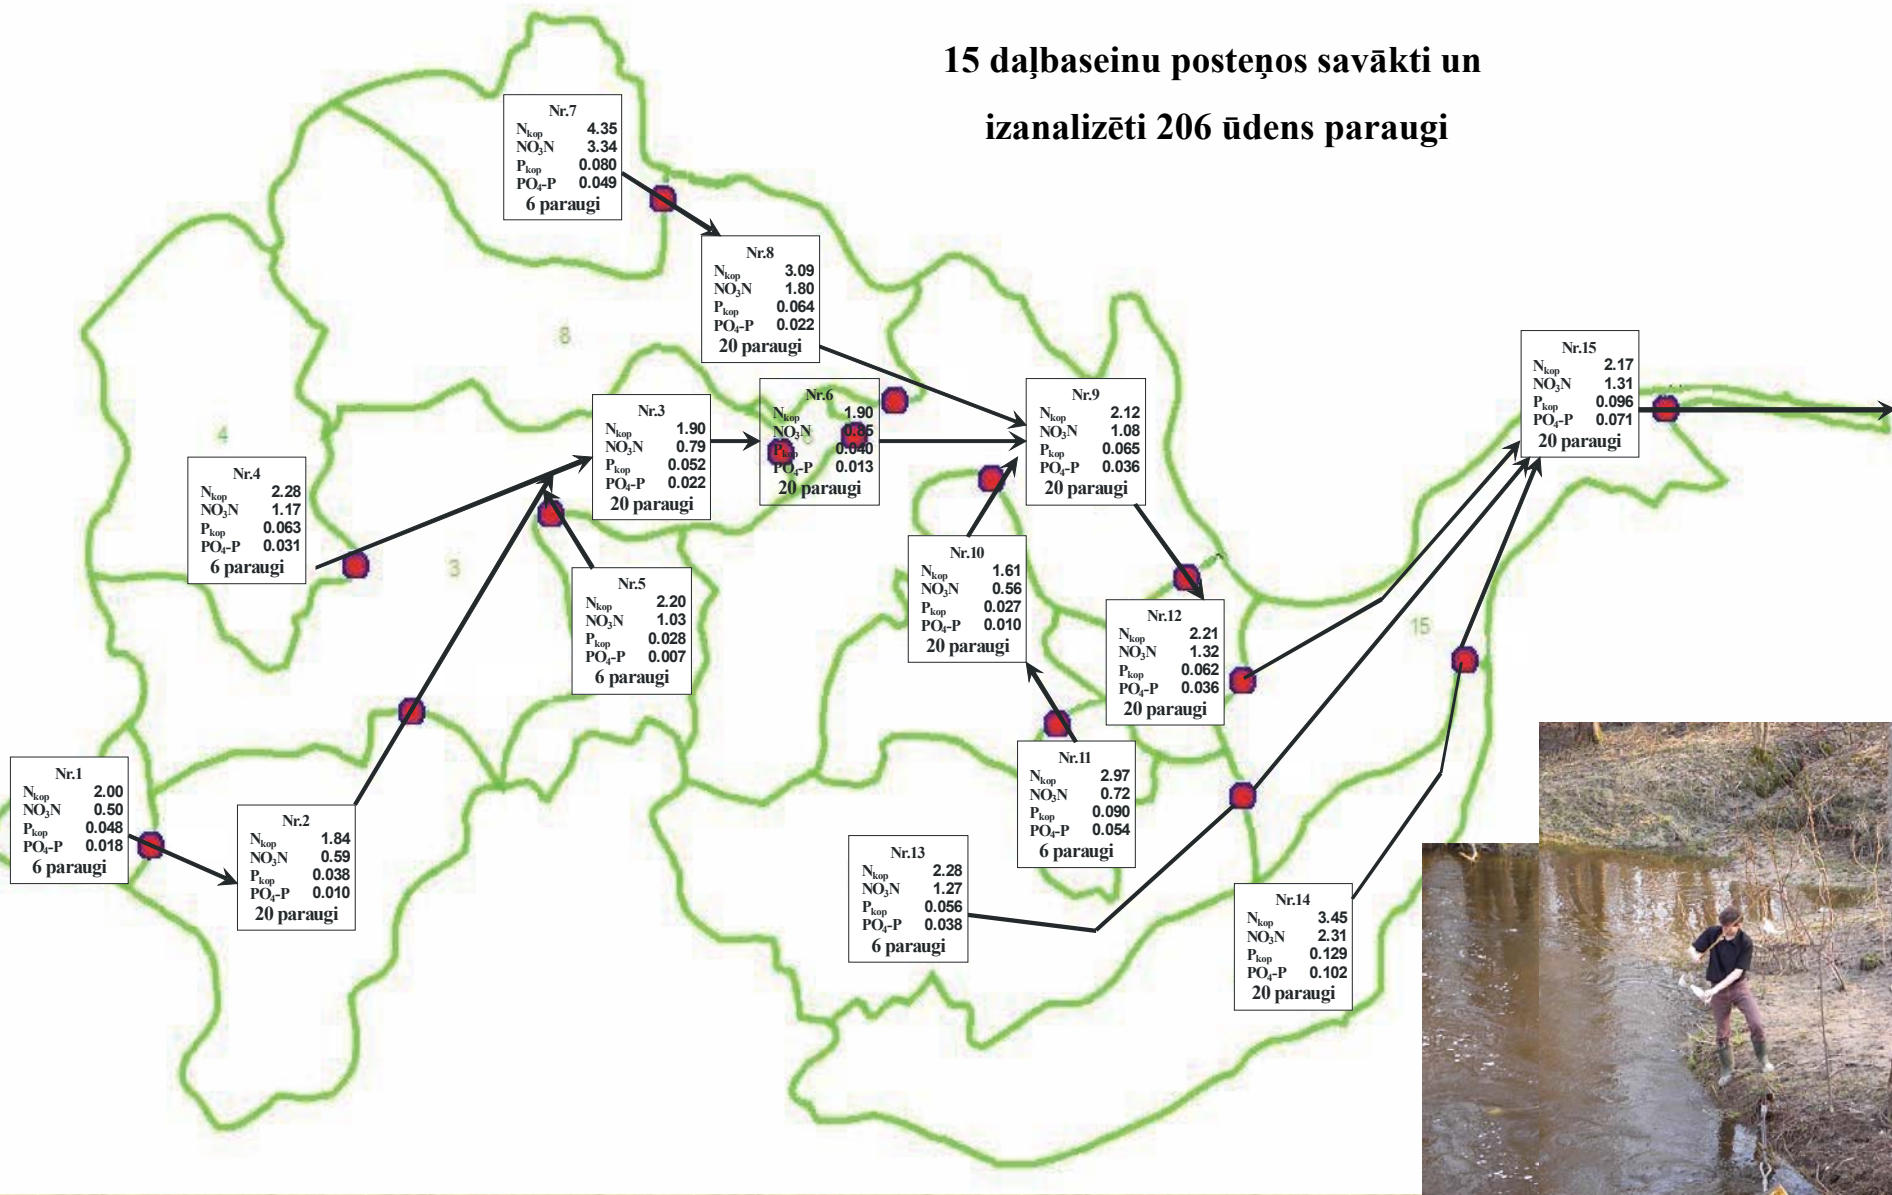 15 daļbaseinu posteņos savākti un
izanalizēti 206 ūdens paraugi
Nr.7
Nkop 4.35
NO3N 3.34
Pkop 0.080
PO4-P 0.049
6 paraugi
Nr.8
Nkop 3.09
NO3N 1.80
Pkop 0.064
PO4-P 0.022
20 paraugi
8
Nr.15
Nkop 2.17
NO3N 1.31
Pkop 0.096
PO4-P 0.071
20 paraugi
Nr.3
Nkop 1.90
NO3N 0.79
Pkop 0.052
PO4-P 0.022
20 paraugi
Nr.6
Nkop 1.90
NO3N 0.85
Pkop 0.040
PO4-P 0.013
20 paraugi
Nr.9
Nkop 2.12
NO3N 1.08
Pkop 0.065
PO4-P 0.036
20 paraugi
4
Nr.4
Nkop 2.28
NO3N 1.17
Pkop 0.063
PO4-P 0.031
6 paraugi
3
Nr.5
Nkop 2.20
NO3N 1.03
Pkop 0.028
PO4-P 0.007
6 paraugi
Nr.10
Nkop 1.61
NO3N 0.56
Pkop 0.027
PO4-P 0.010
20 paraugi
Nr.12
Nkop 2.21
NO3N 1.32
Pkop 0.062
PO4-P 0.036
20 paraugi
15
Nr.1
Nkop 2.00
NO3N 0.50
Pkop 0.048
PO4-P 0.018
6 paraugi
Nr.2
Nkop 1.84
NO3N 0.59
Pkop 0.038
PO4-P 0.010
20 paraugi
Nr.11
Nkop 2.97
NO3N 0.72
Pkop 0.090
PO4-P 0.054
6 paraugi
Nr.13
Nkop 2.28
NO3N 1.27
Pkop 0.056
PO4-P 0.038
6 paraugi
Nr.14
Nkop 3.45
NO3N 2.31
Pkop 0.129
PO4-P 0.102
20 paraugi